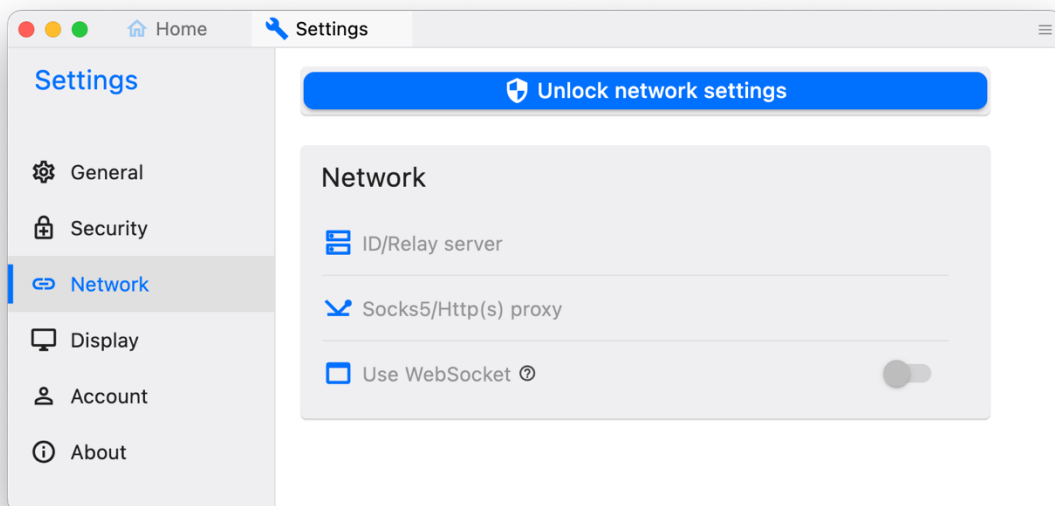 Home
Settings
Settings
General
Security
Network
Display
Account
About
Unlock network settings
Network
ID/Relay server
Socks5/Http(s) proxy
Use WebSocket